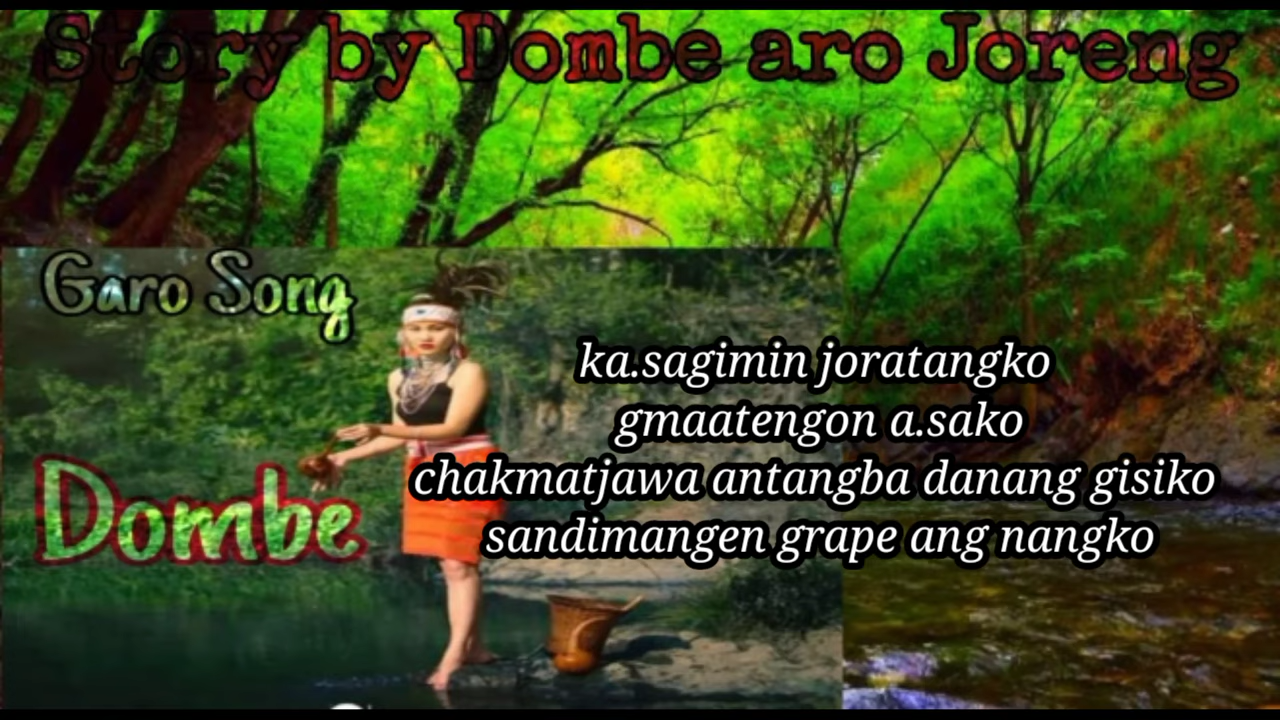 Story by Dombe aro Joreng
Garo Song
Dombe
ka.sagimin joratangko
gmaatengon a.sako
chakmatjawa antangba danang gisiko
sandimangen grape ang nangko